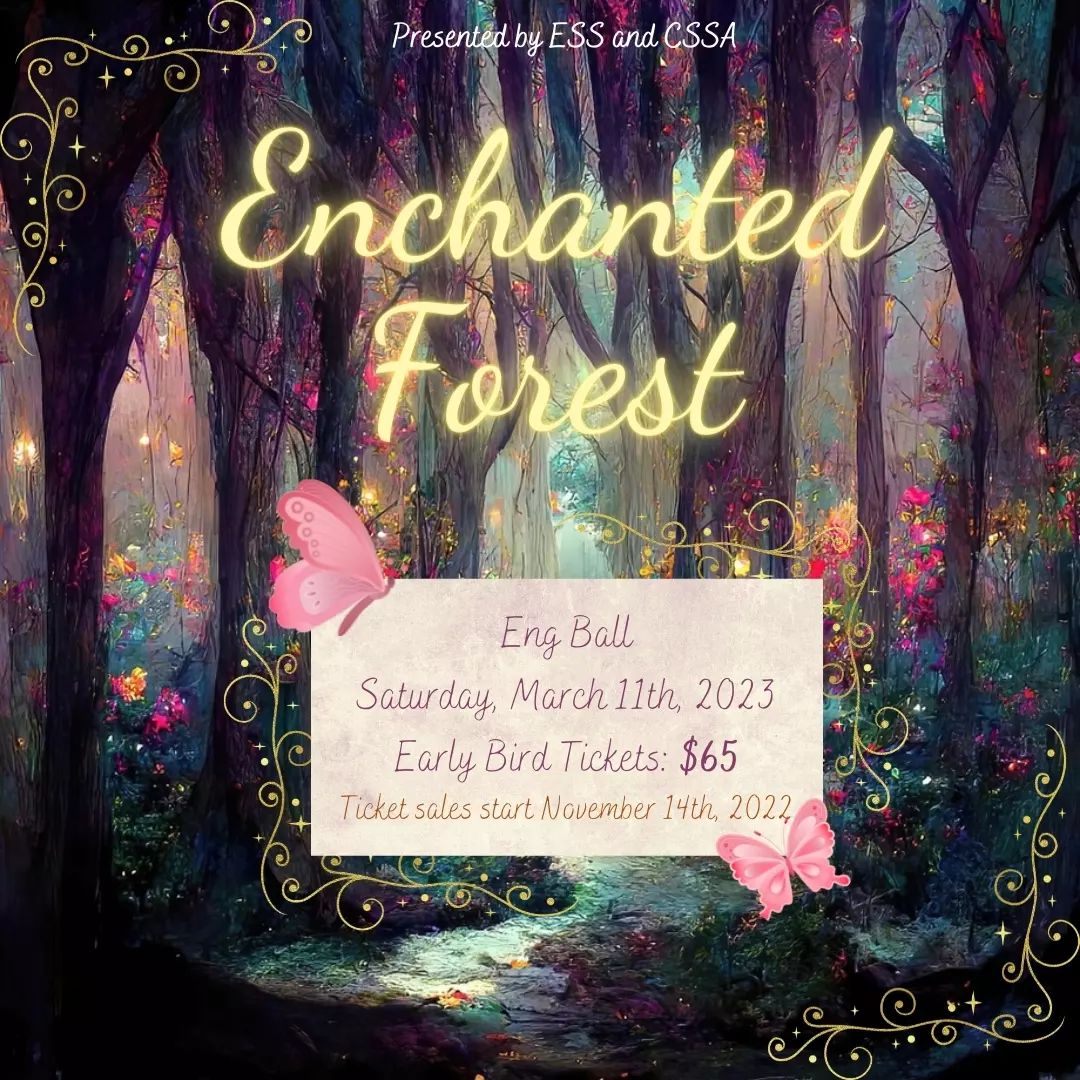 Presented by ESS and CSSA
Enchanted
Forest
Eng Ball
Saturday, March 11th, 2023
Early Bird Tickets: $65
Ticket sales start November 14th, 2022